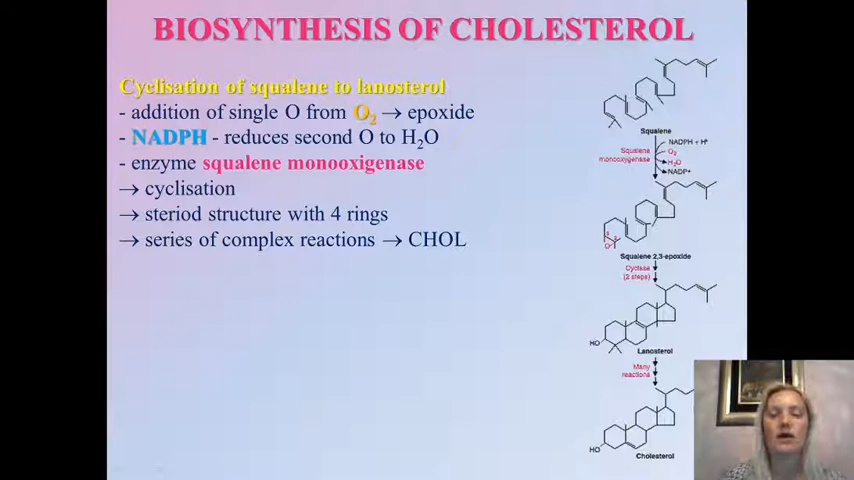 BIOSYNTHESIS OF CHOLESTEROL
Cyclisation of squalene to lanosterol
- addition of single O from O₂ → epoxide
- NADPH - reduces second O to H₂O
- enzyme squalene monooxigenase
→ cyclisation
→ steriod structure with 4 rings
→ series of complex reactions → CHOL
Squalene
NADPH + H⁺
Squalene
monooxygenase
O₂
H₂O
NADP+
O
Squalene 2,3-epoxide
Cyclase
(2 steps)
HO
Lanosterol
Many
reactions
HO
Cholesterol